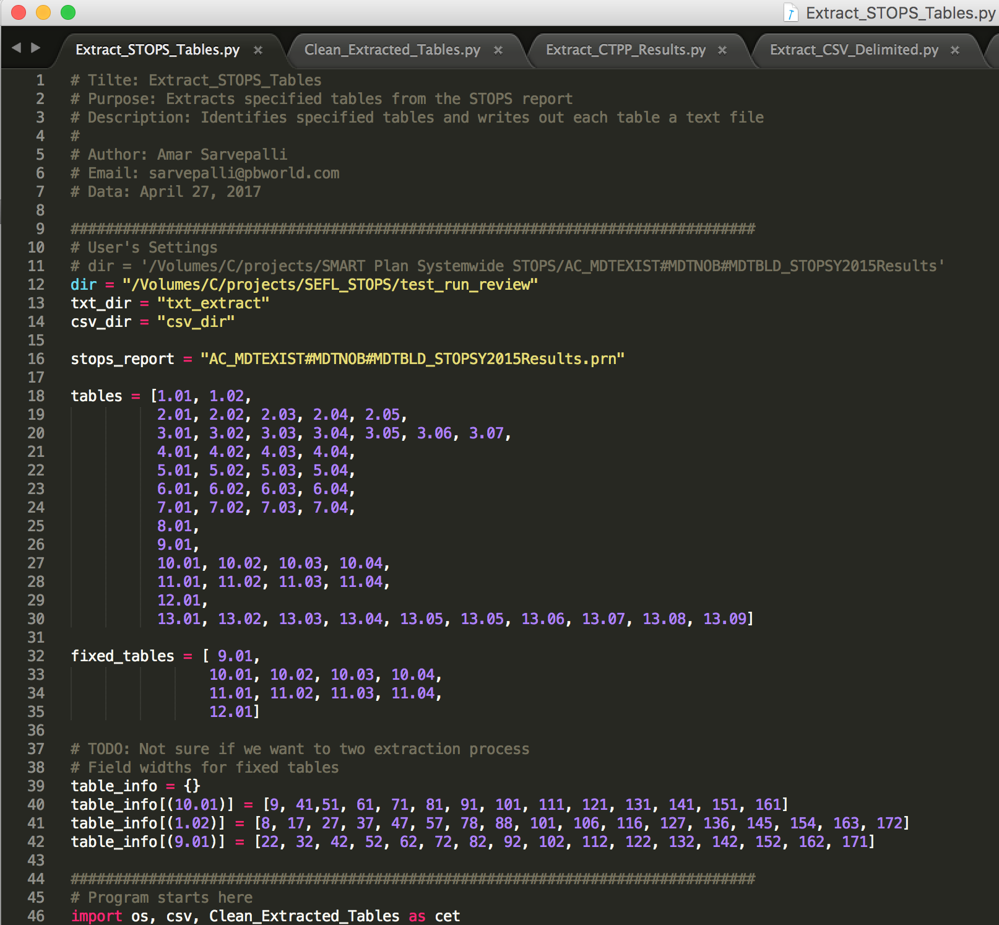 Extract_STOPS_Tables.py
Extract_STOPS_Tables.py × Clean_Extracted_Tables.py × Extract_CTPP_Results.py × Extract_CSV_Delimited.py ×
1 # Tilte: Extract_STOPS_Tables
2 # Purpose: Extracts specified tables from the STOPS report
3 # Description: Identifies specified tables and writes out each table a text file
4 #
5 # Author: Amar Sarvepalli
6 # Email: sarvepalli@pbworld.com
7 # Data: April 27, 2017
8
9 ###############################################################################
10 # User's Settings
11 # dir = '/Volumes/C/projects/SMART Plan Systemwide STOPS/AC_MDTEXIST#MDTNOB#MDTBLD_STOPSY2015Results'
12 dir = "/Volumes/C/projects/SEFL_STOPS/test_run_review"
13 txt_dir = "txt_extract"
14 csv_dir = "csv_dir"
15
16 stops_report = "AC_MDTEXIST#MDTNOB#MDTBLD_STOPSY2015Results.prn"
17
18 tables = [1.01, 1.02,
19 2.01, 2.02, 2.03, 2.04, 2.05,
20 3.01, 3.02, 3.03, 3.04, 3.05, 3.06, 3.07,
21 4.01, 4.02, 4.03, 4.04,
22 5.01, 5.02, 5.03, 5.04,
23 6.01, 6.02, 6.03, 6.04,
24 7.01, 7.02, 7.03, 7.04,
25 8.01,
26 9.01,
27 10.01, 10.02, 10.03, 10.04,
28 11.01, 11.02, 11.03, 11.04,
29 12.01,
30 13.01, 13.02, 13.03, 13.04, 13.05, 13.05, 13.06, 13.07, 13.08, 13.09]
31
32 fixed_tables = [ 9.01,
33 10.01, 10.02, 10.03, 10.04,
34 11.01, 11.02, 11.03, 11.04,
35 12.01]
36
37 # TODO: Not sure if we want to two extraction process
38 # Field widths for fixed tables
39 table_info = {}
40 table_info[(10.01)] = [9, 41,51, 61, 71, 81, 91, 101, 111, 121, 131, 141, 151, 161]
41 table_info[(1.02)] = [8, 17, 27, 37, 47, 57, 78, 88, 101, 106, 116, 127, 136, 145, 154, 163, 172]
42 table_info[(9.01)] = [22, 32, 42, 52, 62, 72, 82, 92, 102, 112, 122, 132, 142, 152, 162, 171]
43
44 ###############################################################################
45 # Program starts here
46 import os, csv, Clean_Extracted_Tables as cet